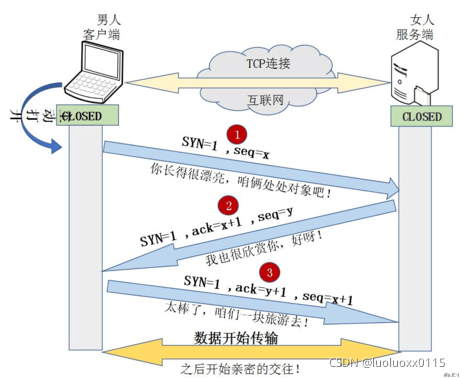 男人
客户端
女人
服务端
TCP连接
互联网
动打开
CLOSED
CLOSED
1
SYN=1 ,seq=x
你长得很漂亮，咱俩处处对象吧！
2
SYN=1 ,ack=x+1 ,seq=y
我也很欣赏你，好呀！
3
SYN=1 ,ack=y+1 ,seq=x+1
太棒了，咱们一块旅游去！
数据开始传输
之后开始亲密的交往！
CSDN @luoluoxx0115